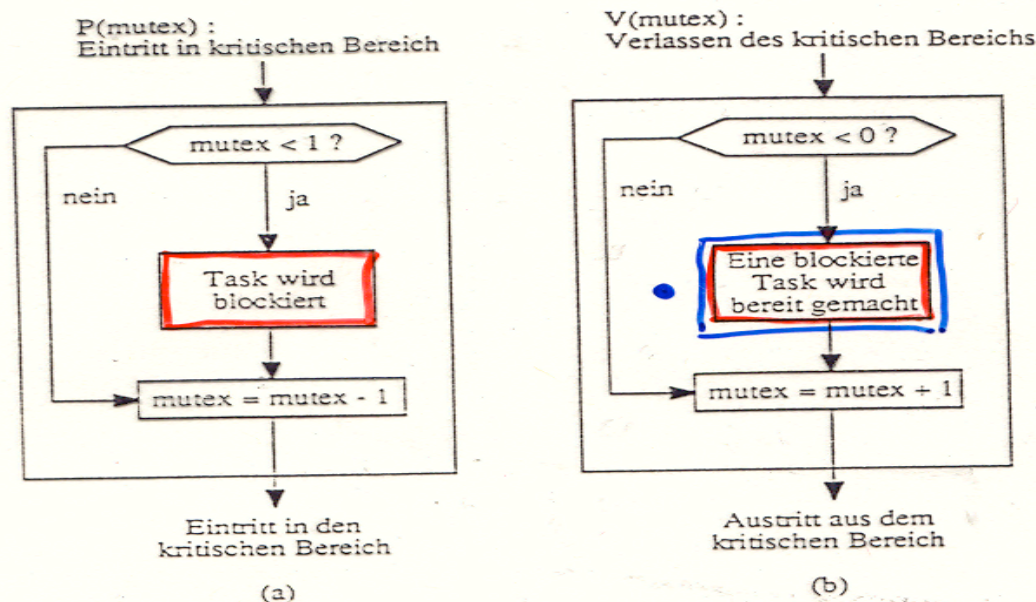 P(mutex) :
Eintritt in kritischen Bereich
mutex < 1 ?
nein
ja
Task wird
blockiert
mutex = mutex - 1
Eintritt in den
kritischen Bereich
(a)
V(mutex) :
Verlassen des kritischen Bereichs
mutex < 0 ?
nein
ja
Eine blockierte
Task wird
bereit gemacht
mutex = mutex + 1
Austritt aus dem
kritischen Bereich
(b)